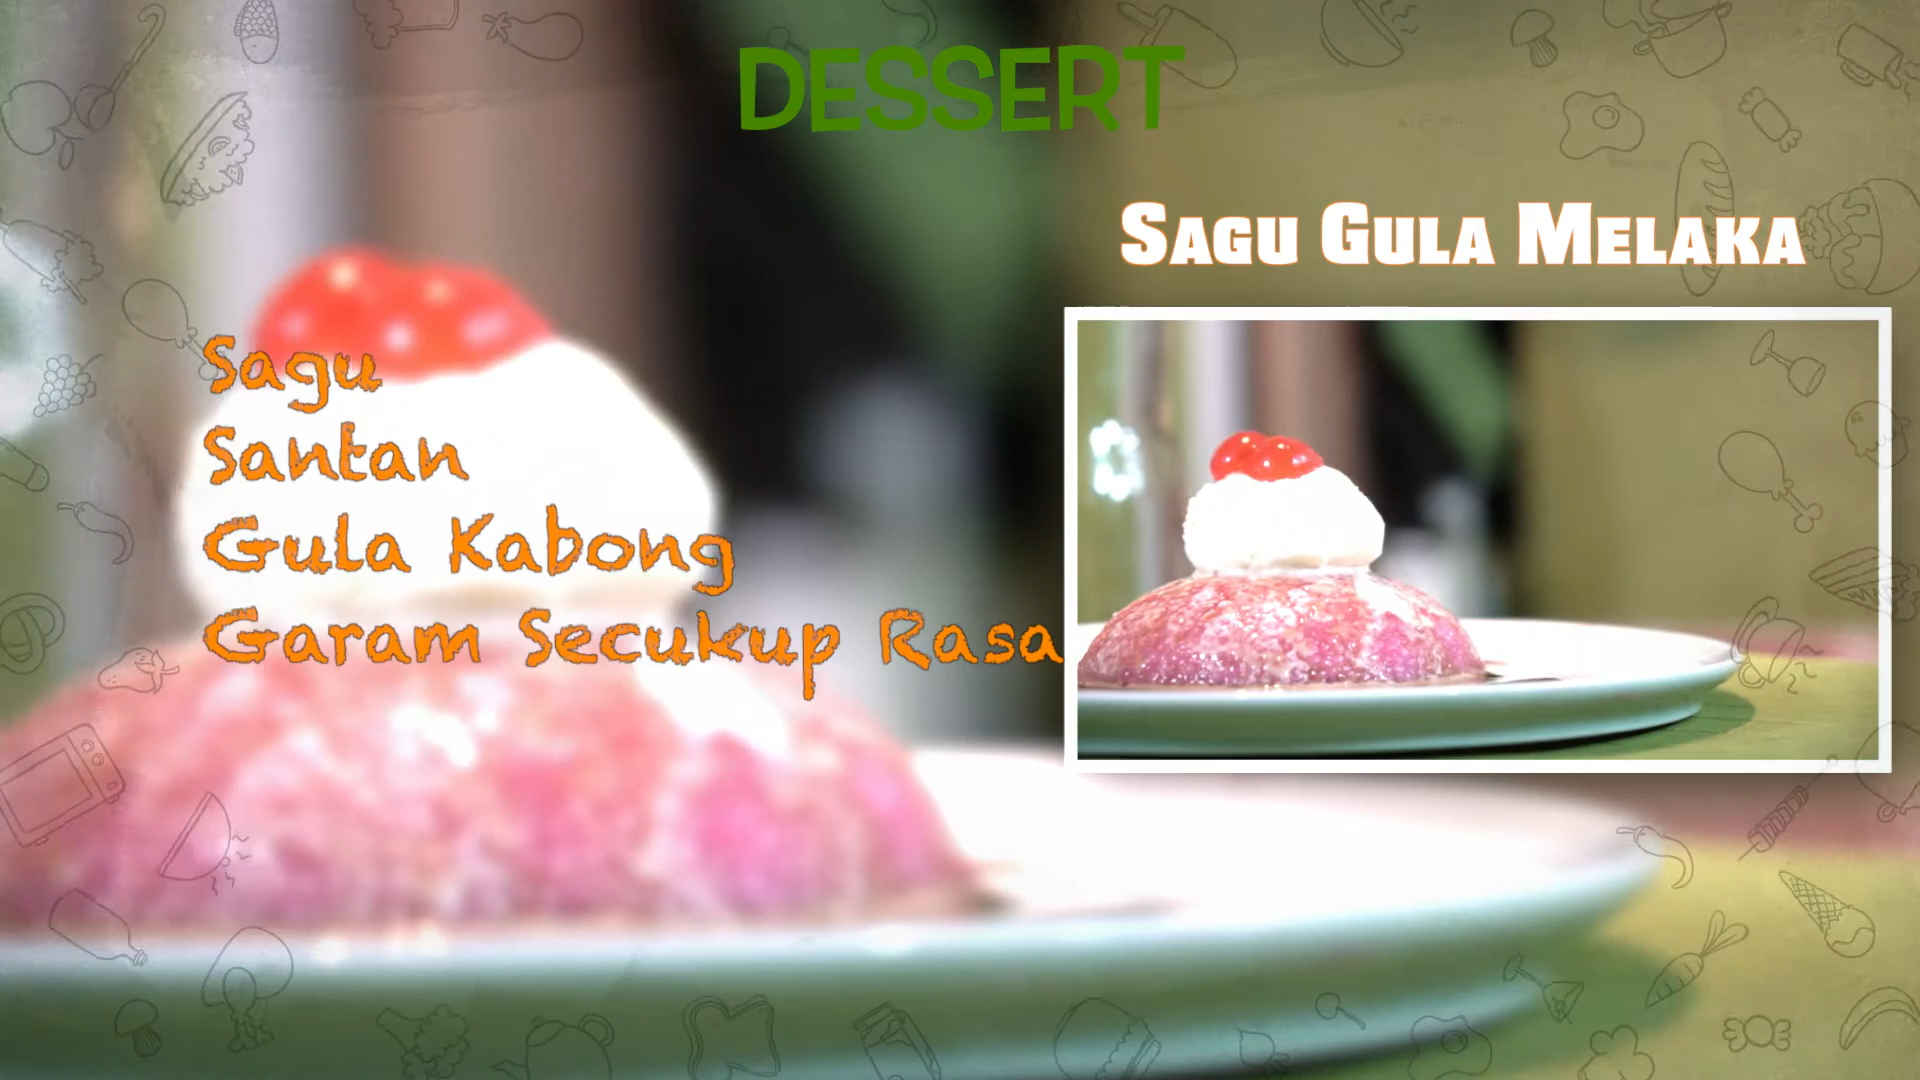 DESSERT
Sagu Gula Melaka
Sagu
Santan
Gula Kabong
Garam Secukup Rasa